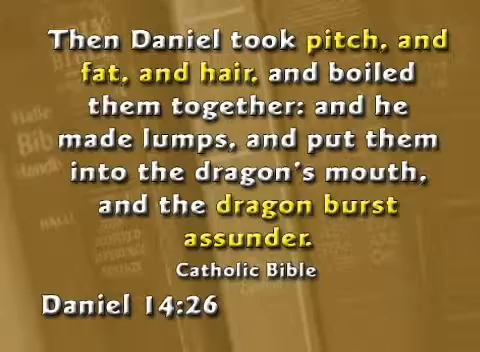 Then Daniel took pitch, and
fat, and hair, and boiled
them together: and he
made lumps, and put them
into the dragon's mouth,
and the dragon burst
assunder.
Catholic Bible
Daniel 14:26